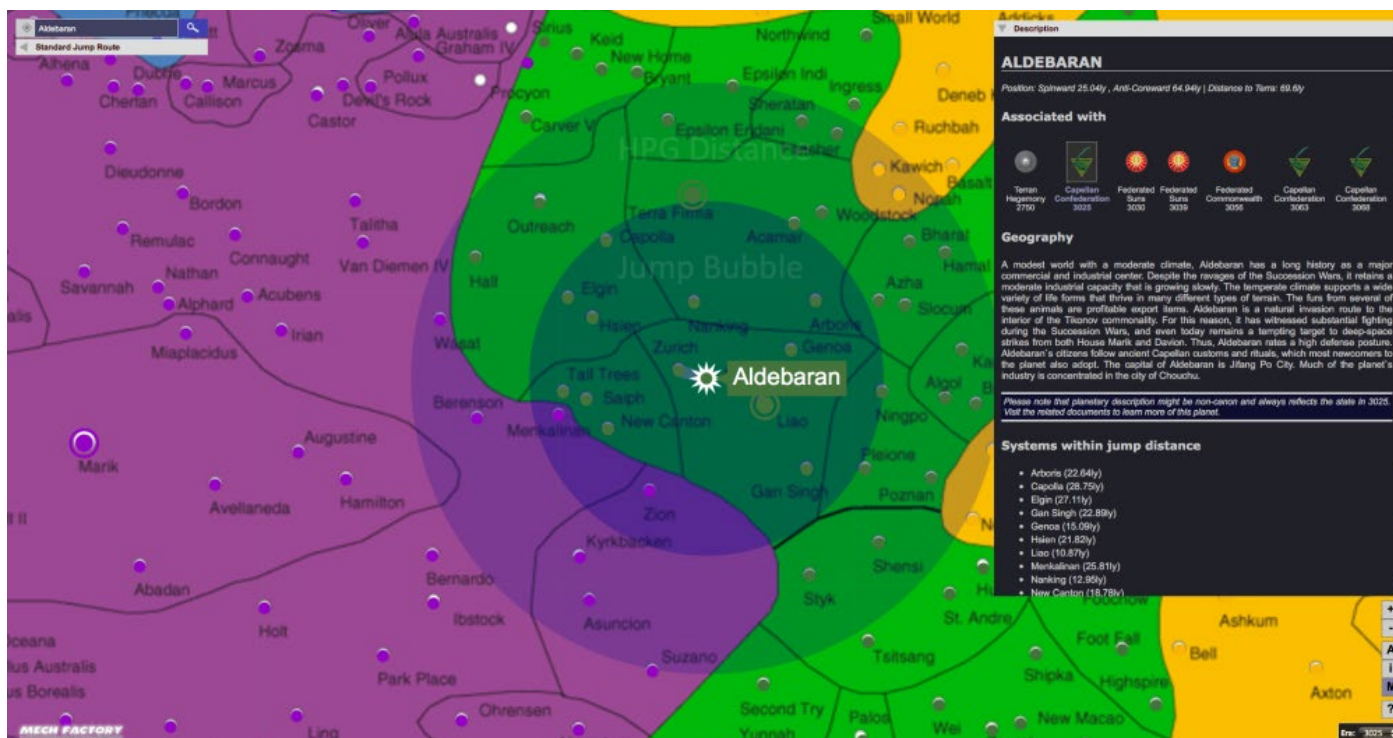 Aldebaran
Standard Jump Route
Oliver
Alula Australis
Graham IV
Sirius
Keid
New Home
Bryant
Northwind
Small World
Addicks
Zosma
Alhena
Dubhe
Marcus
Pollux
Procyon
Epsilon Indi
Ingress
Cherlan
Callison
Devil's Rock
Castor
Carver V
Sheratan
Epsilon Eridani
HPG Distance
Ruchbah
Kawich
Basalt
Dieudonne
Bordon
Talitha
Outreach
Terra Firma
Woodstock
Remulac
Connaught
Van Diemen IV
Capolla
Acamar
Bharat
Hamal
Nathan
Savannah
Alphard
Acubens
Hall
Jump Bubble
Azha
Slocum
Elgin
Irian
Miaplacidus
Wasat
Hsien
Nanking
Arboris
Zurich
Genoa
Aldebaran
Tall Trees
Saiph
Algol
Berenson
Menkalinan
New Canton
Liao
Ningpo
Marik
Augustine
Pleione
Avellaneda
Hamilton
Zion
Gan Singh
Poznan
Kyrkbacken
Shensi
Abadan
Bernardo
Styk
Holt
Ibstock
Asuncion
St. Andre
Foochow
Ashkum
Foot Fall
Bell
Park Place
Suzano
Tsitsang
Shipka
Highspire
Axton
Ohrensen
Second Try
Palos
Wei
New Macao
Ling
Yunnah
MECH FACTORY
Description
ALDEBARAN
Position: Spinward 25.04ly , Anti-Coreward 64.94ly | Distance to Terra: 69.6ly
Associated with
Terran Hegemony 2750
Capellan Confederation 3025
Federated Suns 3030
Federated Suns 3039
Federated Commonwealth 3056
Capellan Confederation 3063
Capellan Confederation 3068
Geography
A modest world with a moderate climate, Aldebaran has a long history as a major
commercial and industrial center. Despite the ravages of the Succession Wars, it retains a
moderate industrial capacity that is growing slowly. The temperate climate supports a wide
variety of life forms that thrive in many different types of terrain. The furs from several of
these animals are profitable export items. Aldebaran is a natural invasion route to the
interior of the Tikonov commonality. For this reason, it has witnessed substantial fighting
during the Succession Wars, and even today remains a tempting target to deep-space
strikes from both House Marik and Davion. Thus, Aldebaran rates a high defense posture.
Aldebaran's citizens follow ancient Capellan customs and rituals, which most newcomers to
the planet also adopt. The capital of Aldebaran is Jifang Po City. Much of the planet's
industry is concentrated in the city of Chouchu.
Please note that planetary description might be non-canon and always reflects the state in 3025.
Visit the related documents to learn more of this planet.
Systems within jump distance
• Arboris (22.64ly)
• Capolla (28.75ly)
• Elgin (27.11ly)
• Gan Singh (22.89ly)
• Genoa (15.09ly)
• Hsien (21.82ly)
• Liao (10.87ly)
• Menkalinan (25.81ly)
• Nanking (12.95ly)
• New Canton (18.78ly)
Era: 3025